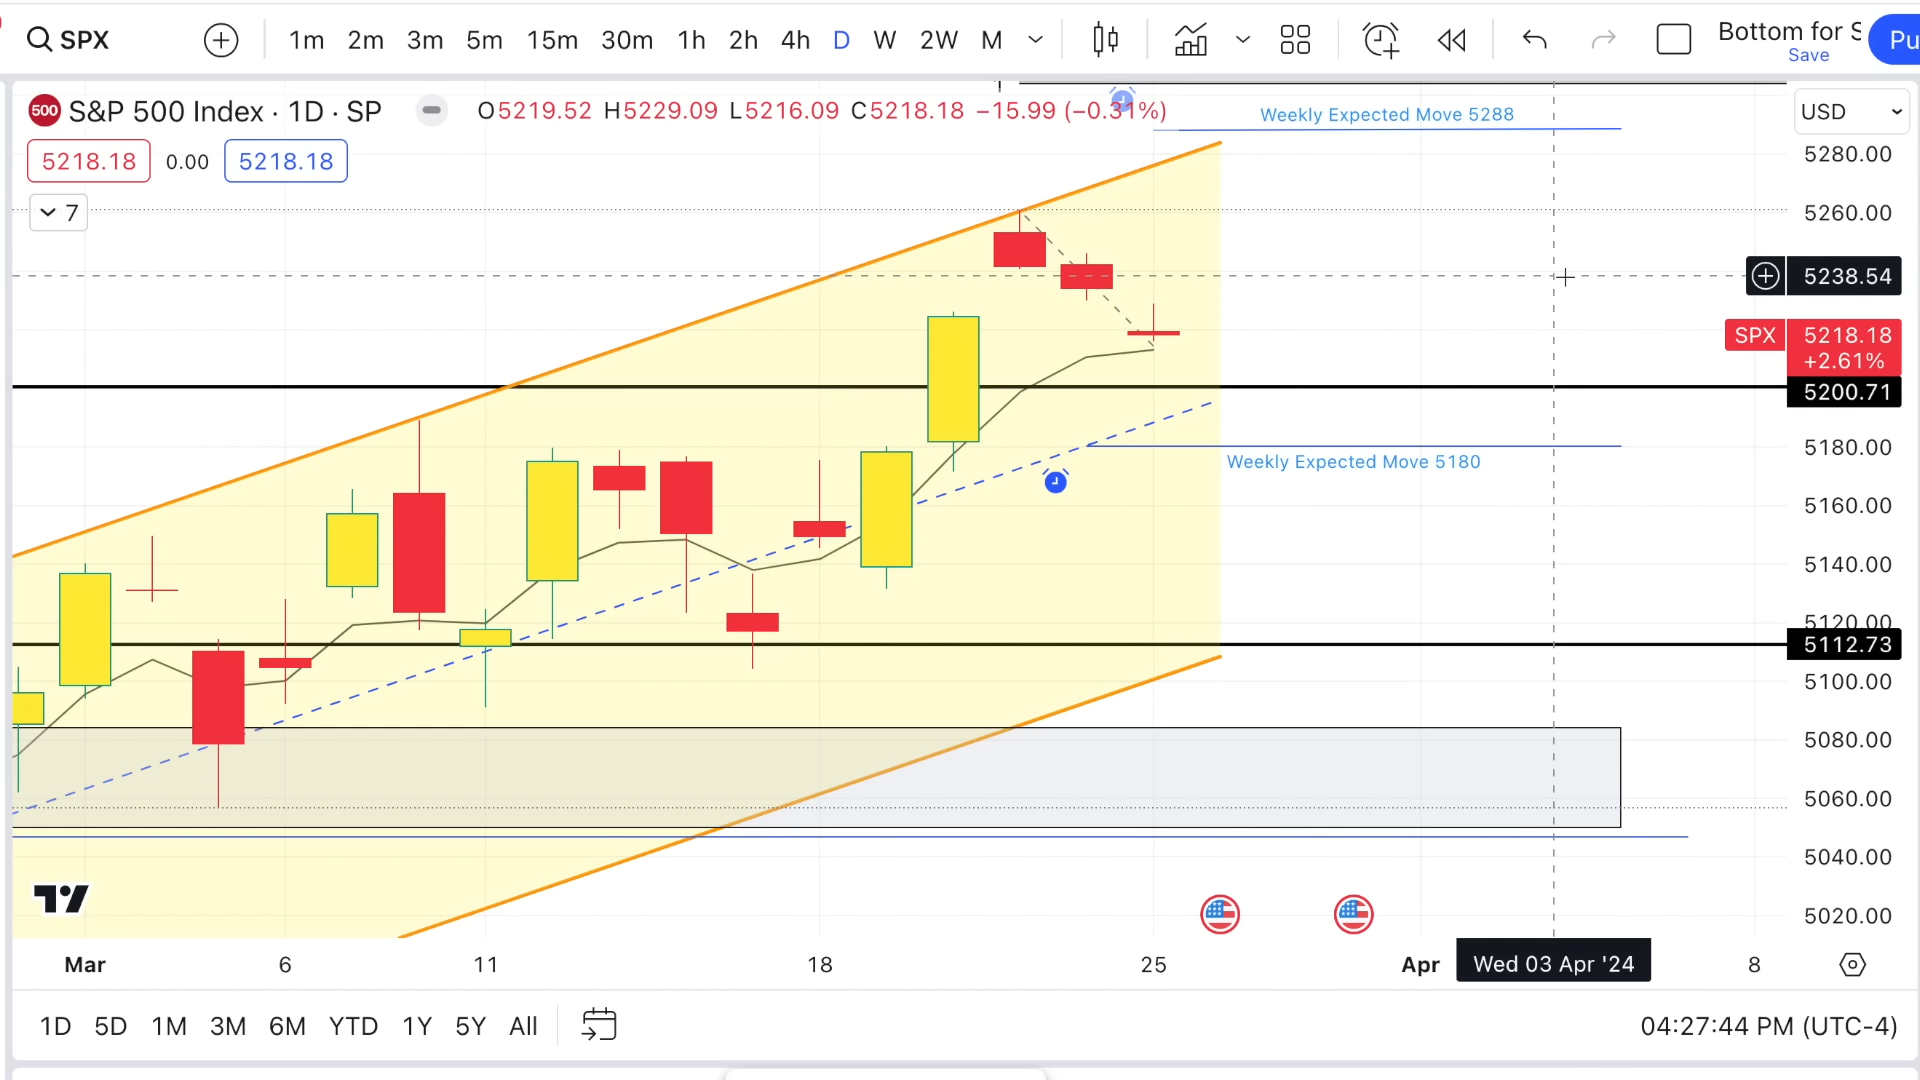 SPX 1m 2m 3m 5m 15m 30m 1h 2h 4h D W 2W M Bottom for S
Save
Pu
500 S&P 500 Index · 1D · SP O5219.52 H5229.09 L5216.09 C5218.18 −15.99 (−0.31%)
5218.18 0.00 5218.18
7
Weekly Expected Move 5288
Weekly Expected Move 5180
USD
5280.00
5260.00
5238.54
SPX 5218.18
+2.61%
5200.71
5180.00
5160.00
5140.00
5120.00
5112.73
5100.00
5080.00
5060.00
5040.00
5020.00
Mar 6 11 18 25 Apr Wed 03 Apr '24 8
1D 5D 1M 3M 6M YTD 1Y 5Y All 04:27:44 PM (UTC-4)